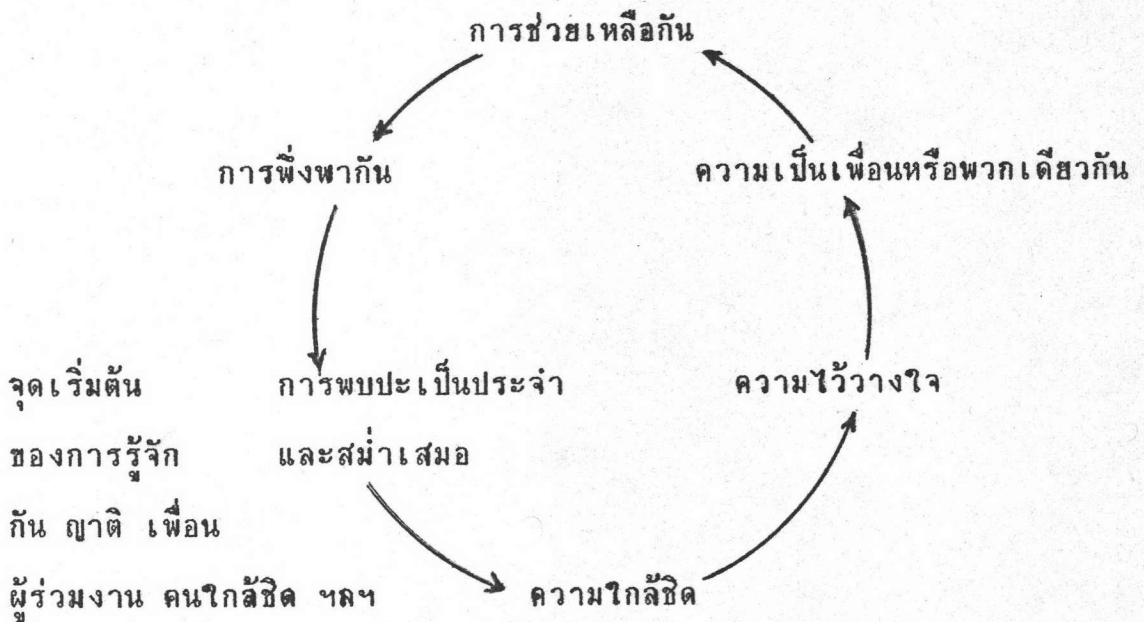 การช่วยเหลือกัน
การพึ่งพากัน
ความเป็นเพื่อนหรือพวกเดียวกัน
จุดเริ่มต้น
ของการรู้จัก
กัน ญาติ เพื่อน
ผู้ร่วมงาน คนใกล้ชิด ฯลฯ
การพบปะเป็นประจำ
และสม่ำเสมอ
ความไว้วางใจ
ความใกล้ชิด